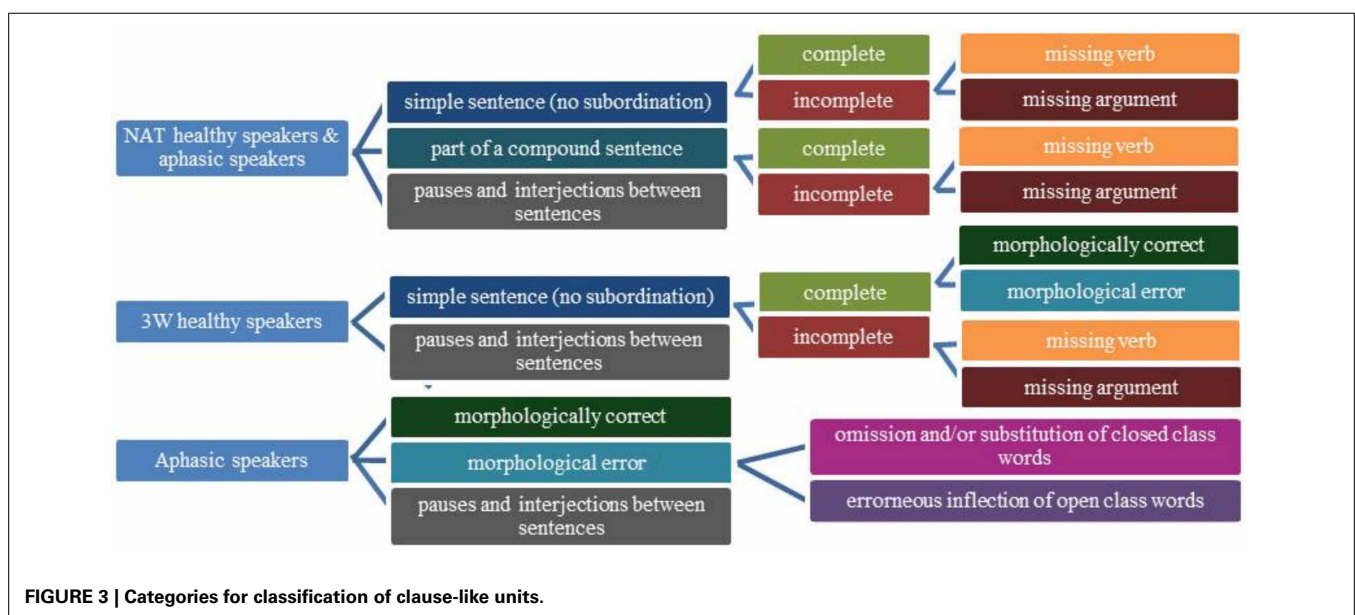 NAT healthy speakers &
aphasic speakers
simple sentence (no subordination)
complete
incomplete
missing verb
missing argument
part of a compound sentence
complete
incomplete
missing verb
missing argument
pauses and interjections between
sentences
3W healthy speakers
simple sentence (no subordination)
complete
morphologically correct
morphological error
incomplete
missing verb
missing argument
pauses and interjections between
sentences
Aphasic speakers
morphologically correct
morphological error
omission and/or substitution of closed class
words
errorneous inflection of open class words
pauses and interjections between
sentences
FIGURE 3 | Categories for classification of clause-like units.